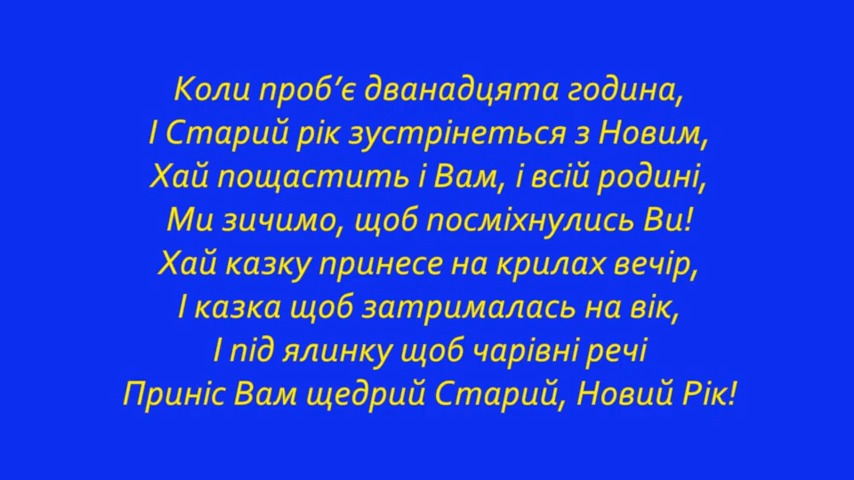 Коли проб’є дванадцята година,
І Старий рік зустрінеться з Новим,
Хай пощастить і Вам, і всій родині,
Ми зичимо, щоб посміхнулись Ви!
Хай казку принесе на крилах вечір,
І казка щоб затрималась на вік,
І під ялинку щоб чарівні речі
Приніс Вам щедрий Старий, Новий Рік!